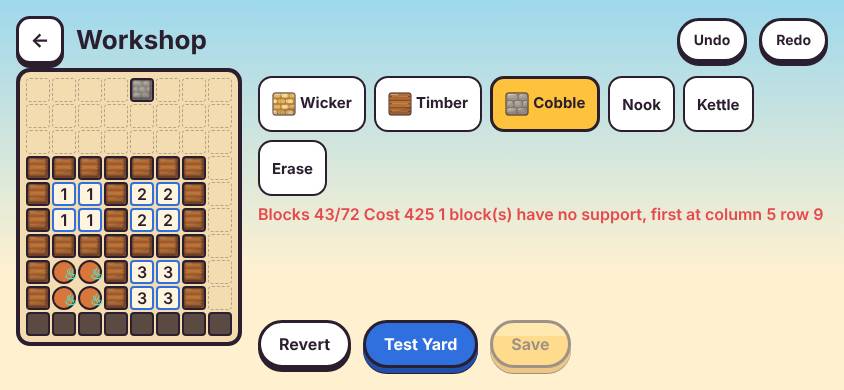 Workshop
Undo Redo
Wicker Timber Cobble Nook Kettle
Erase
Blocks 43/72 Cost 425 1 block(s) have no support, first at column 5 row 9
1 1 2 2
1 1 2 2
3 3
3 3
Revert Test Yard Save